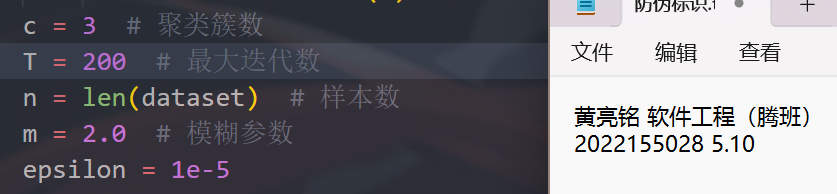 c = 3  # 聚类簇数
T = 200  # 最大迭代数
n = len(dataset)  # 样本数
m = 2.0  # 模糊参数
epsilon = 1e-5
防伪标识.t
文件 编辑 查看
黄亮铭 软件工程（腾班）
2022155028 5.10